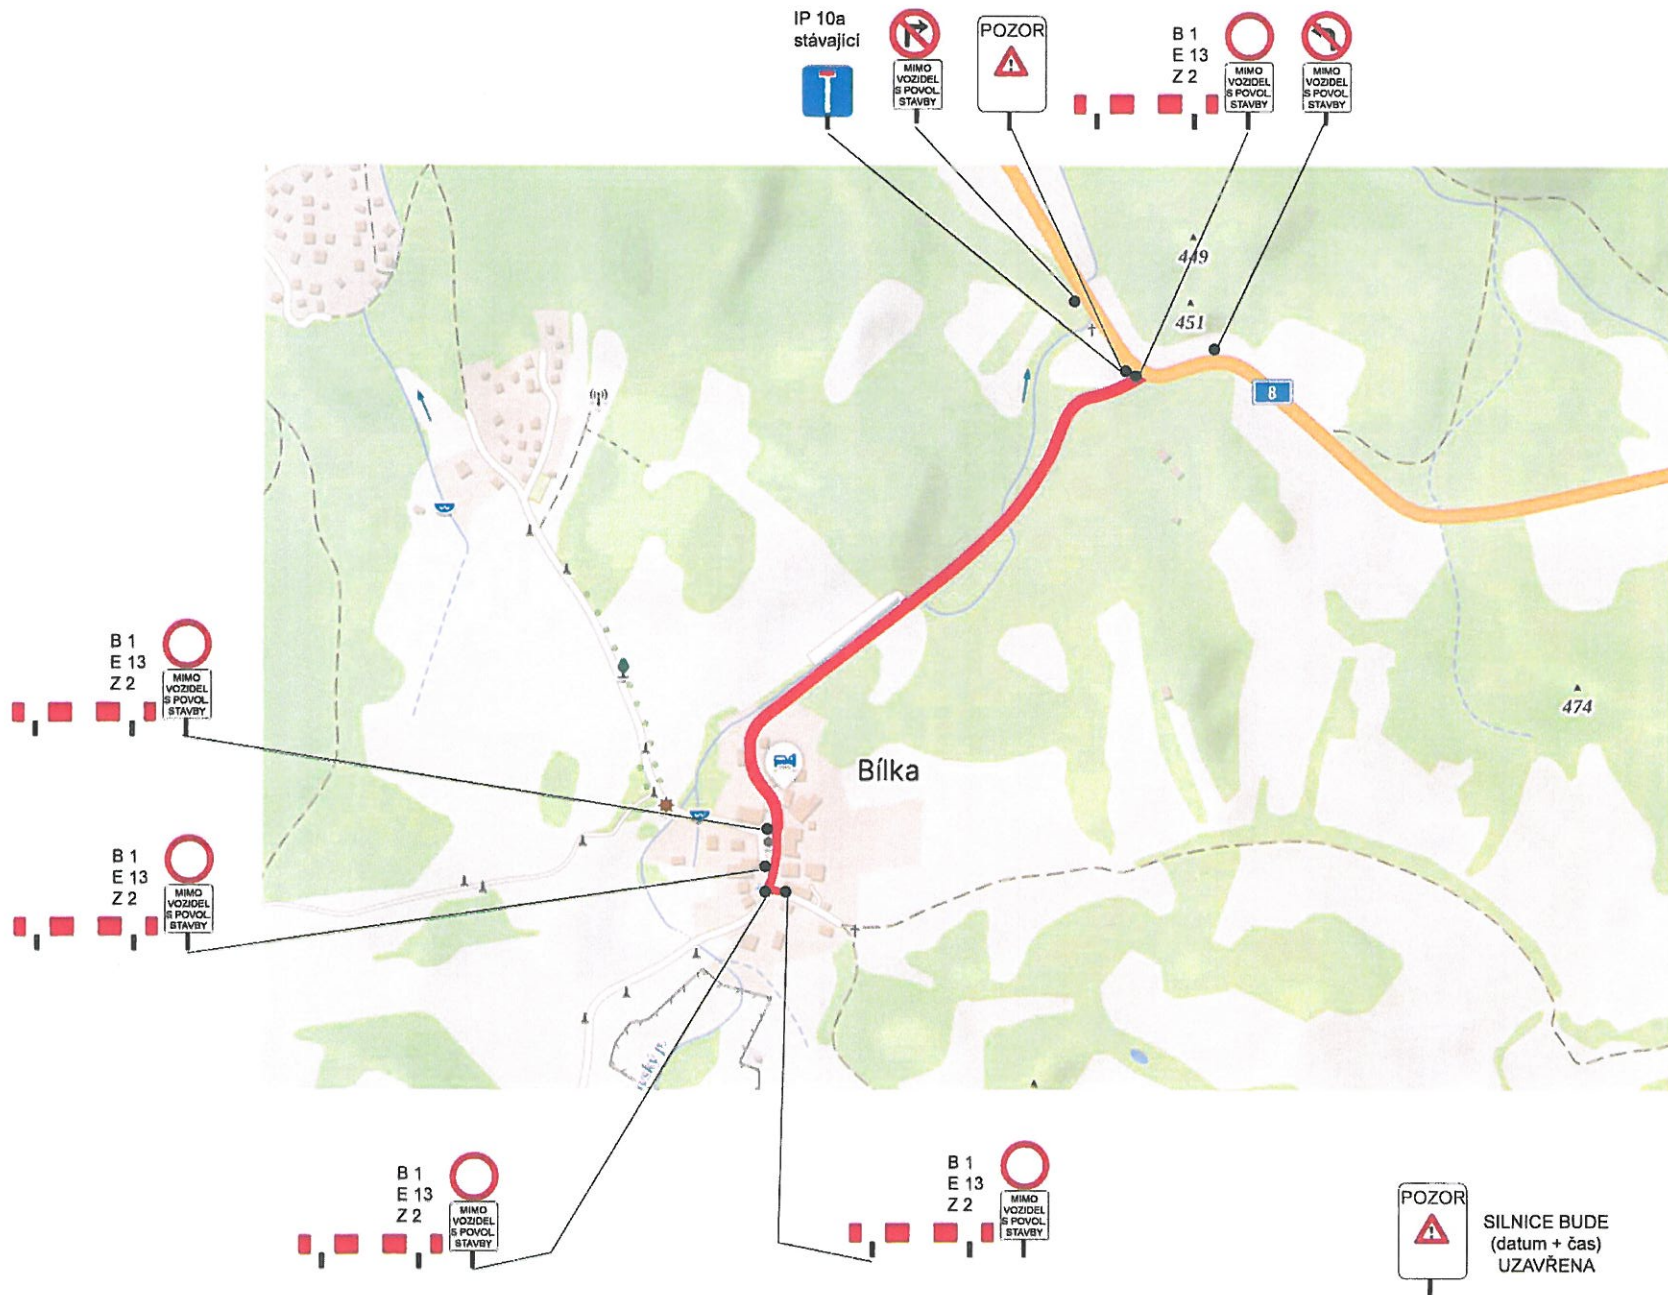 IP 10a
stávající
MIMO
VOZIDEL
S POVOL.
STAVBY
POZOR
B 1
E 13
Z 2
MIMO
VOZIDEL
S POVOL.
STAVBY
MIMO
VOZIDEL
S POVOL.
STAVBY
449
451
8
474
Bílka
B 1
E 13
Z 2
MIMO
VOZIDEL
S POVOL.
STAVBY
B 1
E 13
Z 2
MIMO
VOZIDEL
S POVOL.
STAVBY
B 1
E 13
Z 2
MIMO
VOZIDEL
S POVOL.
STAVBY
B 1
E 13
Z 2
MIMO
VOZIDEL
S POVOL.
STAVBY
POZOR
SILNICE BUDE
(datum + čas)
UZAVŘENA